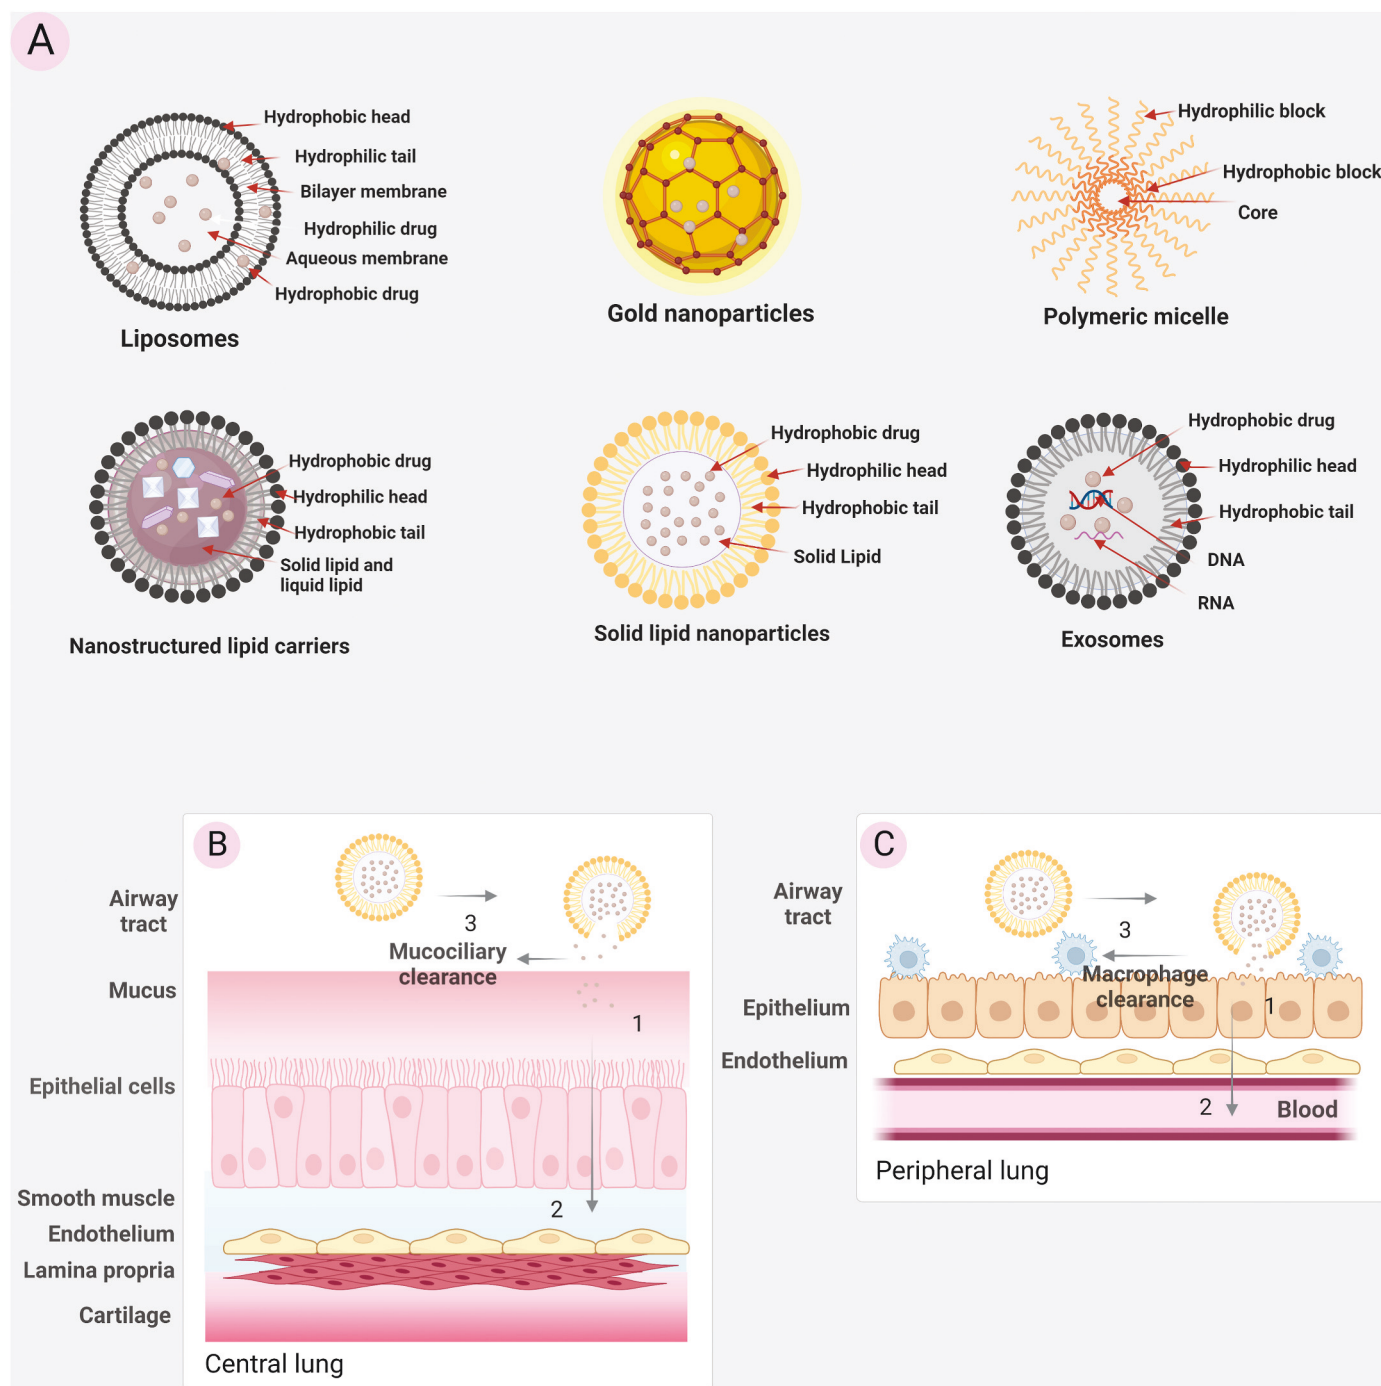 A
Hydrophobic head
Hydrophilic tail
Bilayer membrane
Hydrophilic drug
Aqueous membrane
Hydrophobic drug
Liposomes
Gold nanoparticles
Hydrophilic block
Hydrophobic block
Core
Polymeric micelle
Hydrophobic drug
Hydrophilic head
Hydrophobic tail
Solid lipid and
liquid lipid
Nanostructured lipid carriers
Hydrophobic drug
Hydrophilic head
Hydrophobic tail
Solid Lipid
Solid lipid nanoparticles
Hydrophobic drug
Hydrophilic head
Hydrophobic tail
DNA
RNA
Exosomes
B
Airway
tract
3
Mucociliary
clearance
Mucus
1
Epithelial cells
Smooth muscle
2
Endothelium
Lamina propria
Cartilage
Central lung
C
Airway
tract
3
Macrophage
clearance
Epithelium
1
Endothelium
2
Blood
Peripheral lung